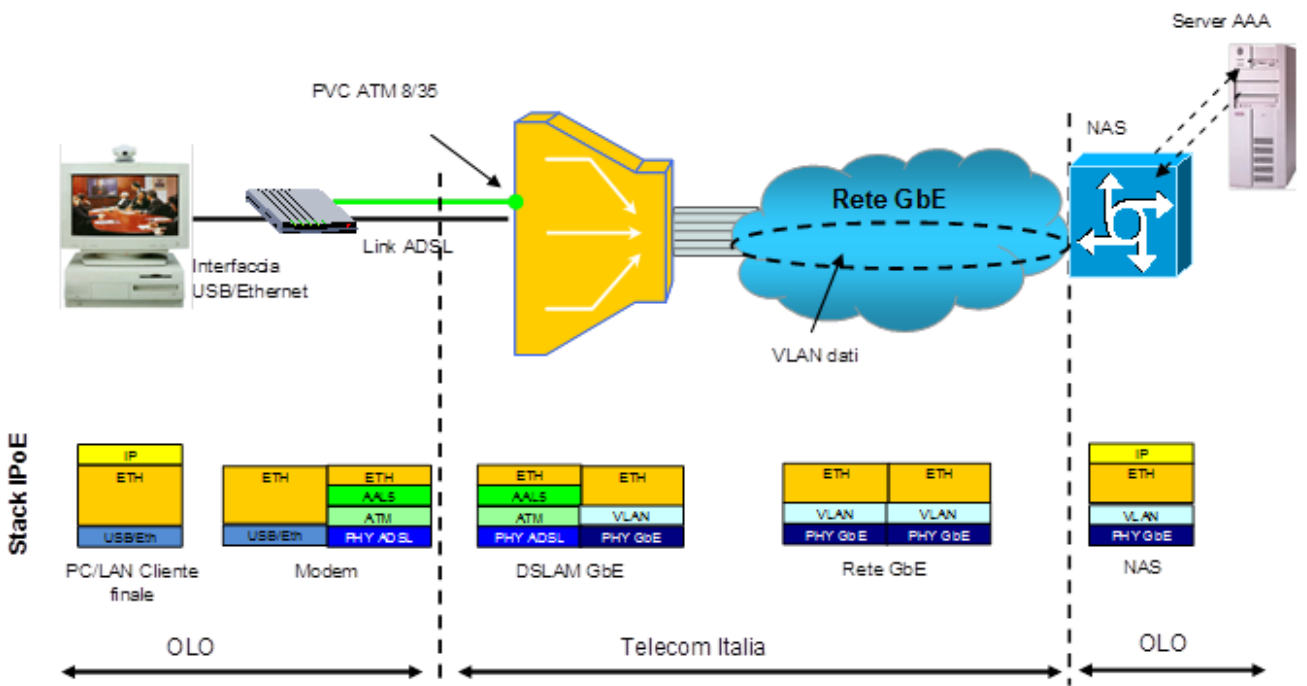 Server AAA
PVC ATM 8/35
NAS
Rete GbE
Link ADSL
Interfaccia
USB/Ethernet
VLAN dati
Stack IPoE
IP
ETH
USB/Eth
PC/LAN Cliente
finale
ETH
ETH
AAL5
ATM
USB/Eth
PHY ADSL
Modem
ETH
ETH
AAL5
ATM
VLAN
PHY ADSL
PHY GbE
DSLAM GbE
ETH
ETH
VLAN
VLAN
PHY GbE
PHY GbE
Rete GbE
IP
ETH
VLAN
PHY GbE
NAS
OLO
Telecom Italia
OLO